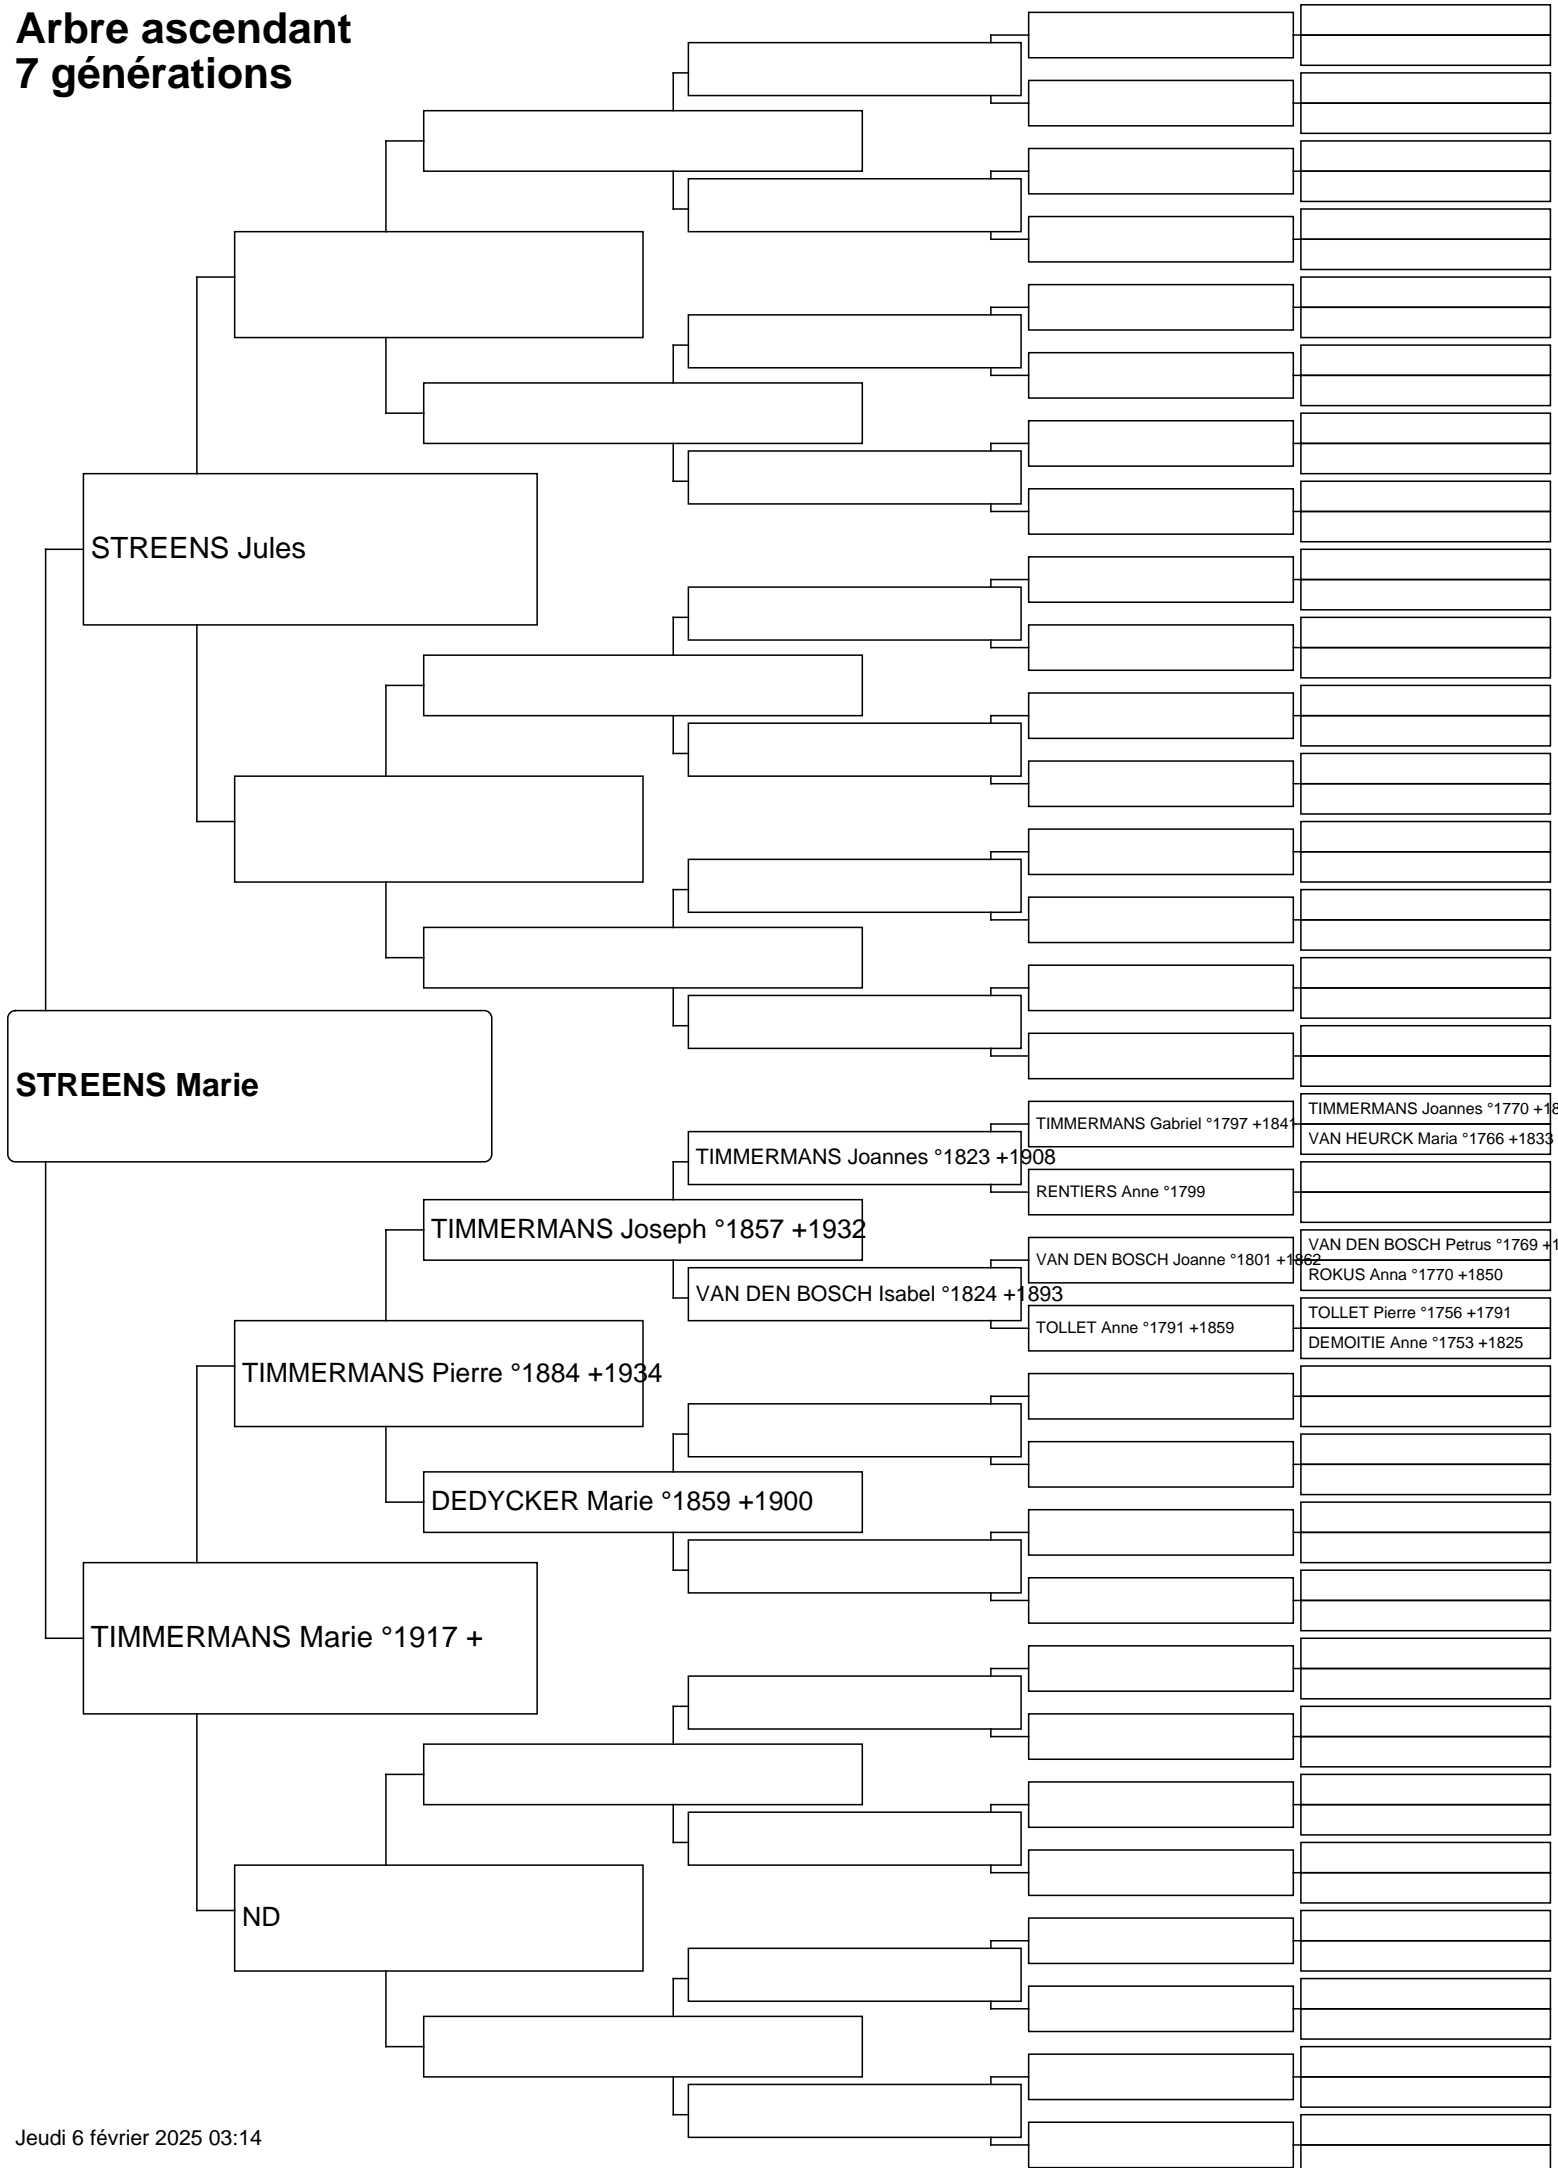 Arbre ascendant
7 générations
STREENS Jules
STREENS Marie
TIMMERMANS Joannes °1770 +18
TIMMERMANS Gabriel °1797 +1841
VAN HEURCK Maria °1766 +1833
TIMMERMANS Joannes °1823 +1908
RENTIERS Anne °1799
TIMMERMANS Joseph °1857 +1932
VAN DEN BOSCH Petrus °1769 +1
VAN DEN BOSCH Joanne °1801 +1862
ROKUS Anna °1770 +1850
VAN DEN BOSCH Isabel °1824 +1893
TOLLET Pierre °1756 +1791
TOLLET Anne °1791 +1859
DEMOITIE Anne °1753 +1825
TIMMERMANS Pierre °1884 +1934
DEDYCKER Marie °1859 +1900
TIMMERMANS Marie °1917 +
ND
Jeudi 6 février 2025 03:14